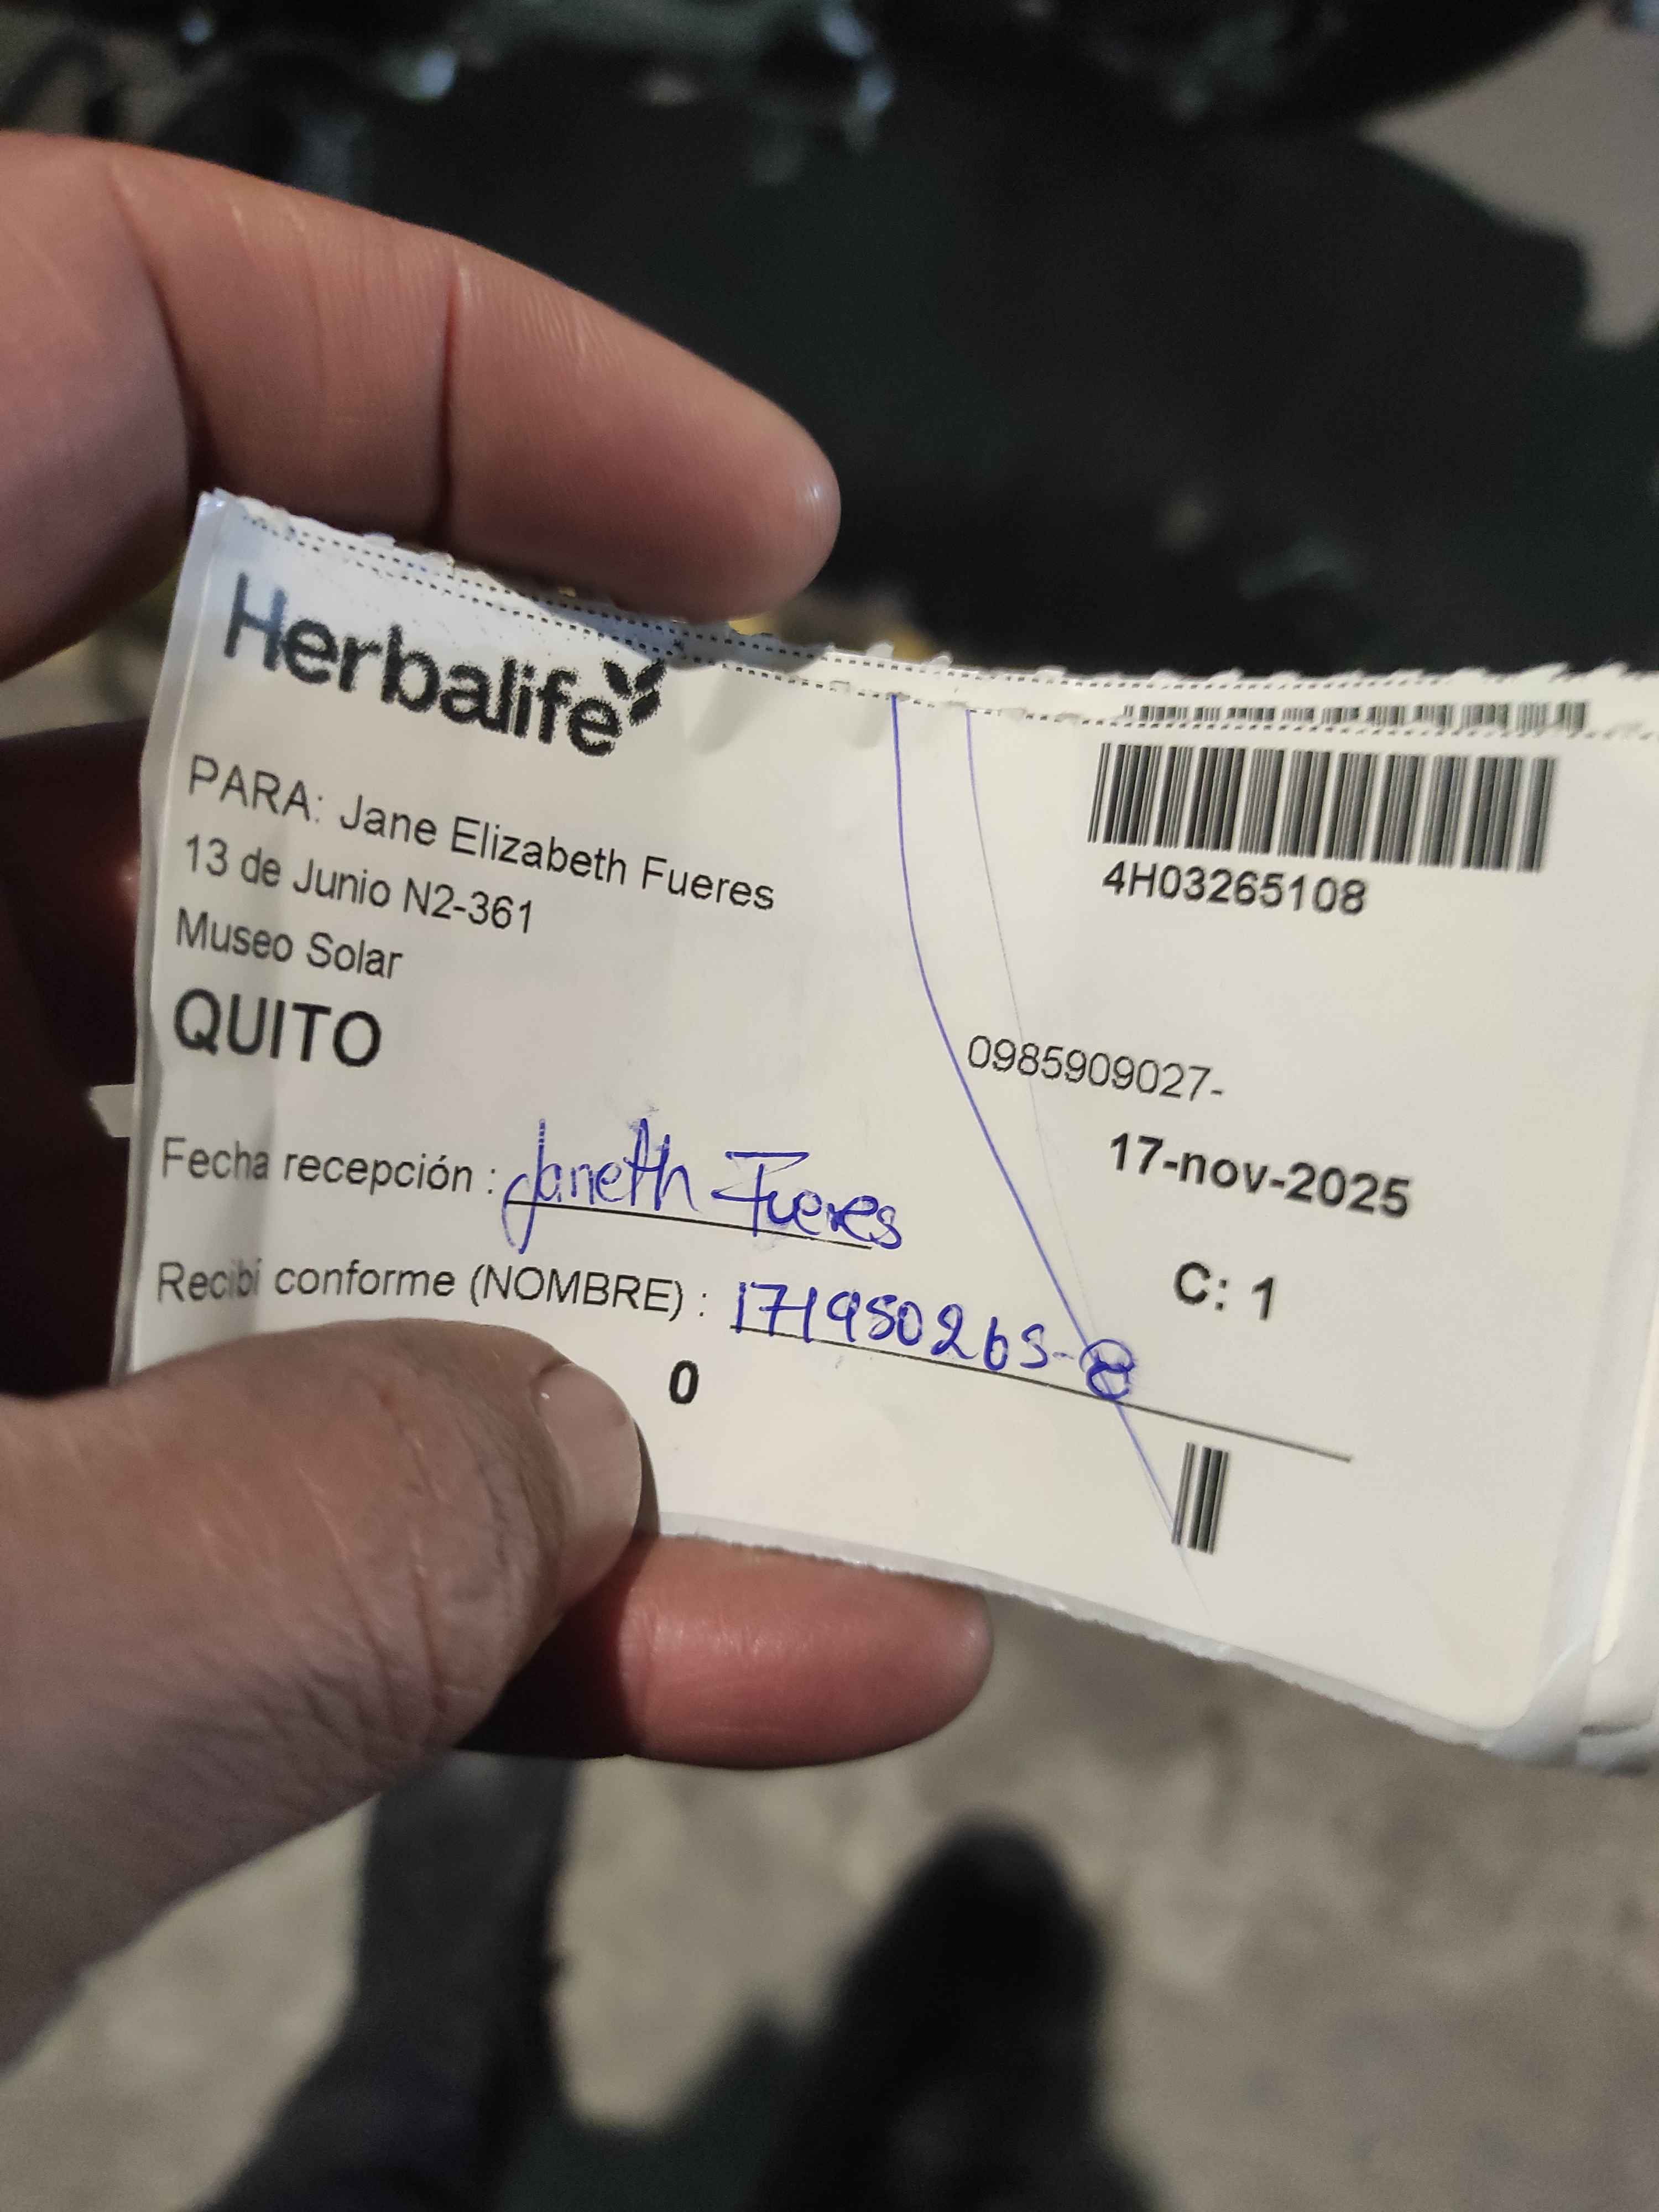 Herbalife
PARA: Jane Elizabeth Fueres
13 de Junio N2-361
Museo Solar
QUITO
4H03265108
0985909027-
17-nov-2025
C: 1
Fecha recepción : Janeth Fueres
Recibí conforme (NOMBRE) : 171950265-
0